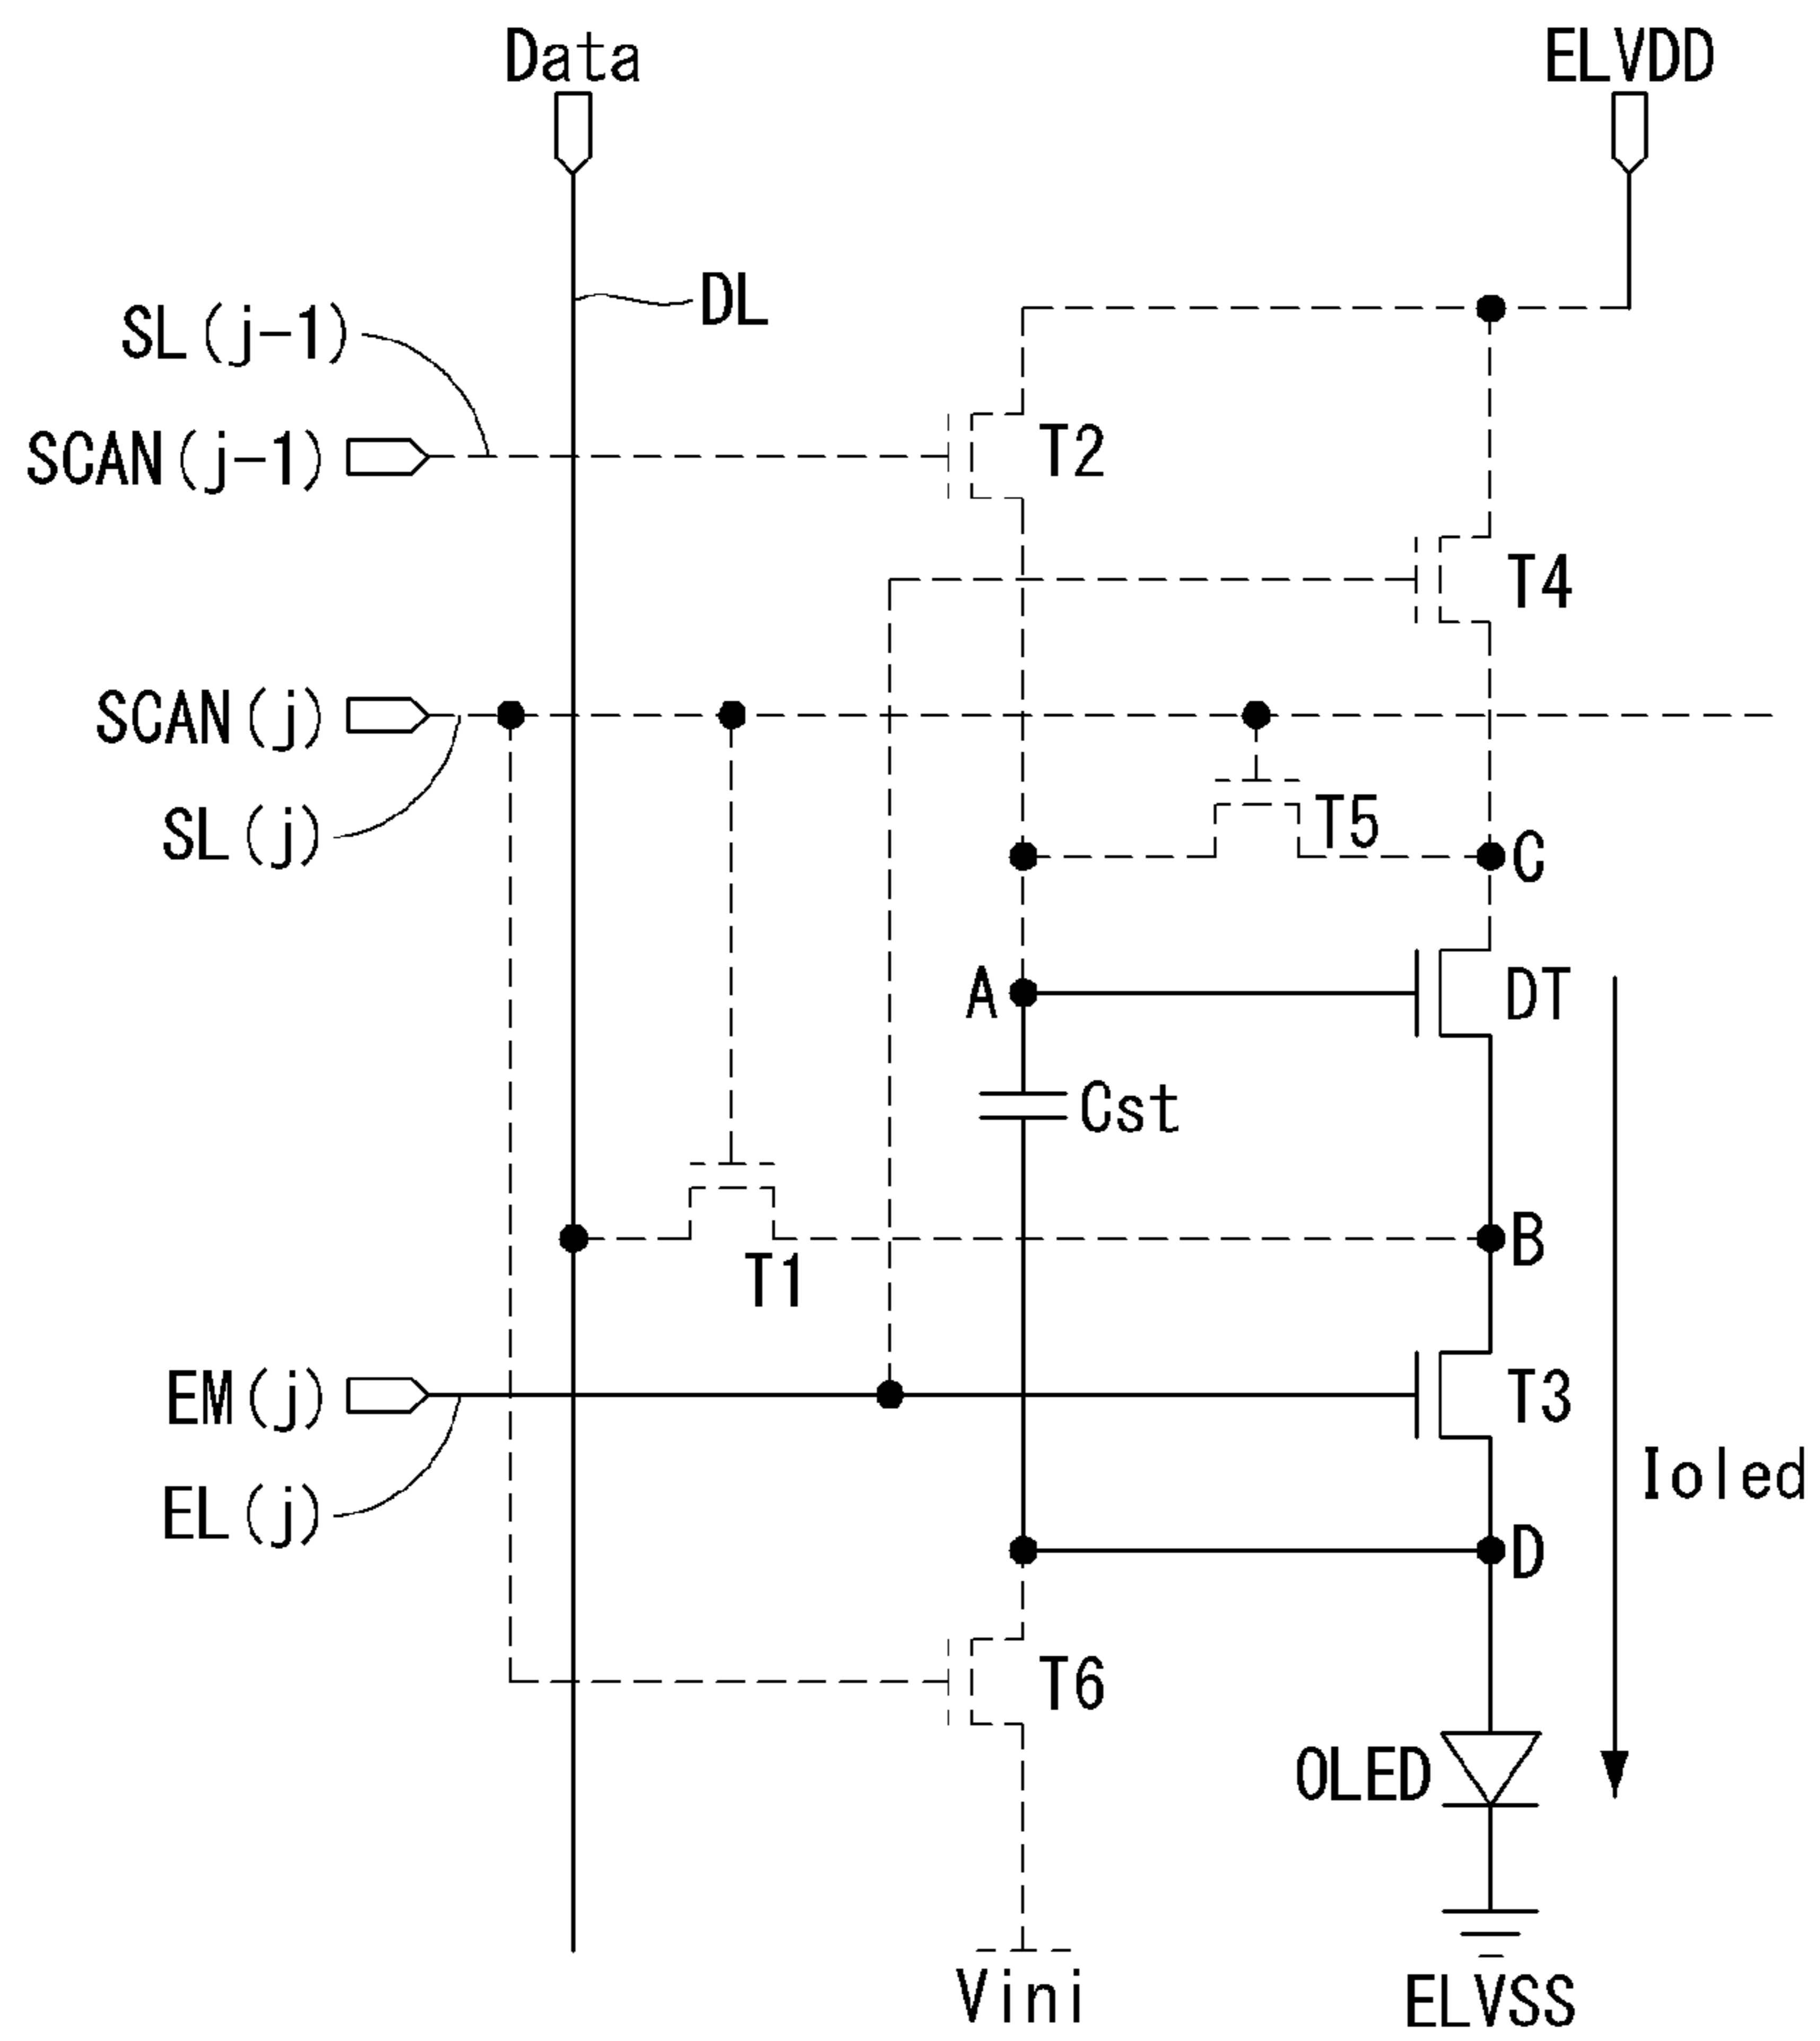 Data
ELVDD
DL
SL(j-1)
SCAN(j-1)
T2
T4
SCAN(j)
T5
SL(j)
C
A
DT
Cst
B
T1
EM(j)
T3
Ioled
EL(j)
D
T6
OLED
Vini
ELVSS